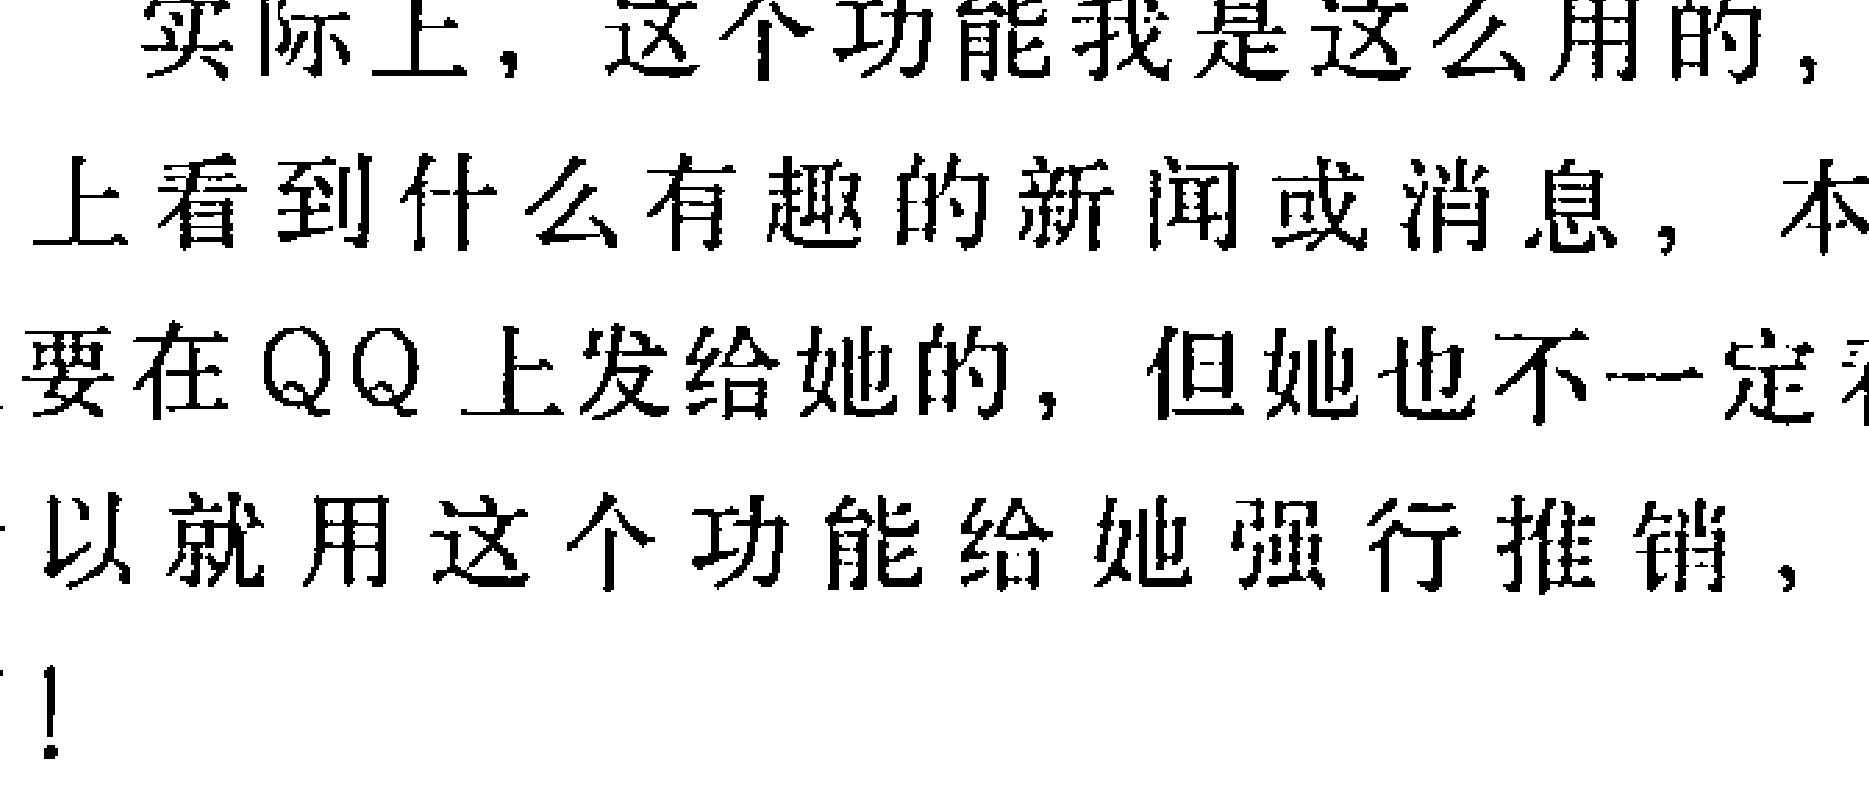 实际上，这个功能我是这么用的，
上看到什么有趣的新闻或消息，本
要在QQ上发给她的，但她也不一定
以就用这个功能给她强行推销，
！